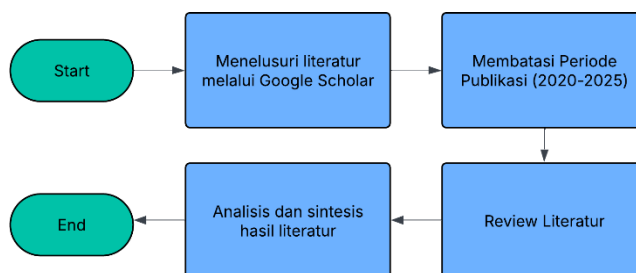 Start
Menelusuri literatur
melalui Google Scholar
Membatasi Periode
Publikasi (2020-2025)
Review Literatur
Analisis dan sintesis
hasil literatur
End